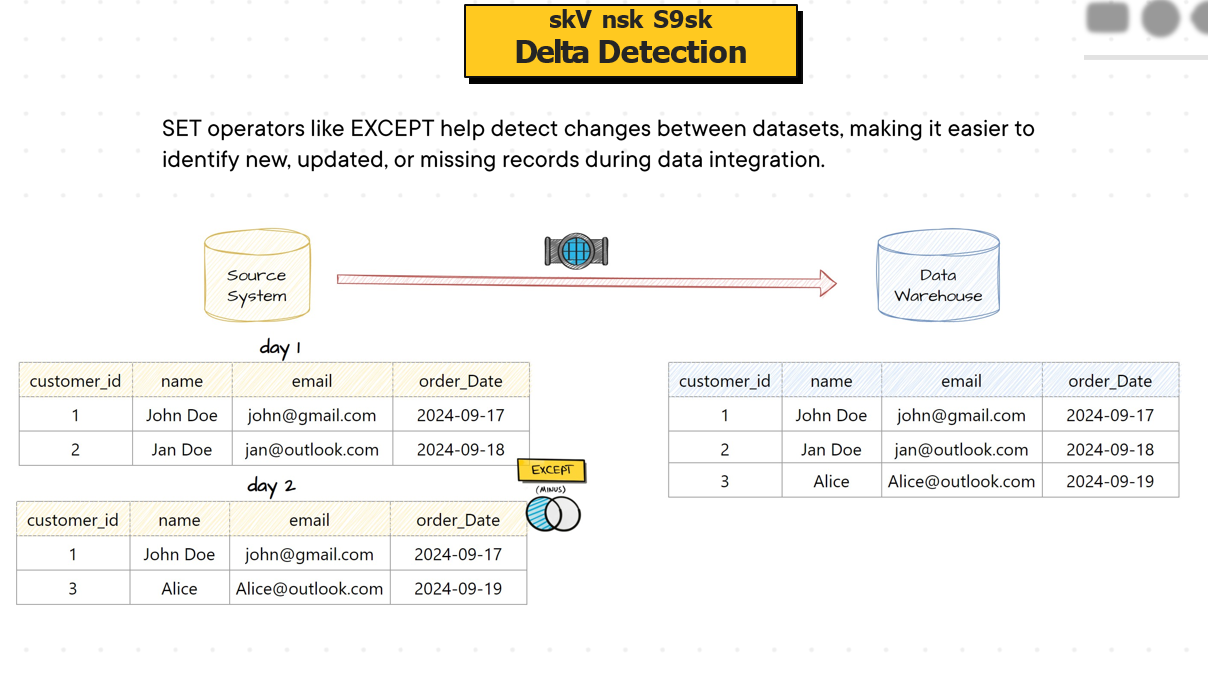 skV nsk S9sk
Delta Detection
SET operators like EXCEPT help detect changes between datasets, making it easier to
identify new, updated, or missing records during data integration.
Source
System
Data
Warehouse
day 1
customer_id name email order_Date
1 John Doe john@gmail.com 2024-09-17
2 Jan Doe jan@outlook.com 2024-09-18
EXCEPT
(MINUS)
day 2
customer_id name email order_Date
1 John Doe john@gmail.com 2024-09-17
3 Alice Alice@outlook.com 2024-09-19
customer_id name email order_Date
1 John Doe john@gmail.com 2024-09-17
2 Jan Doe jan@outlook.com 2024-09-18
3 Alice Alice@outlook.com 2024-09-19